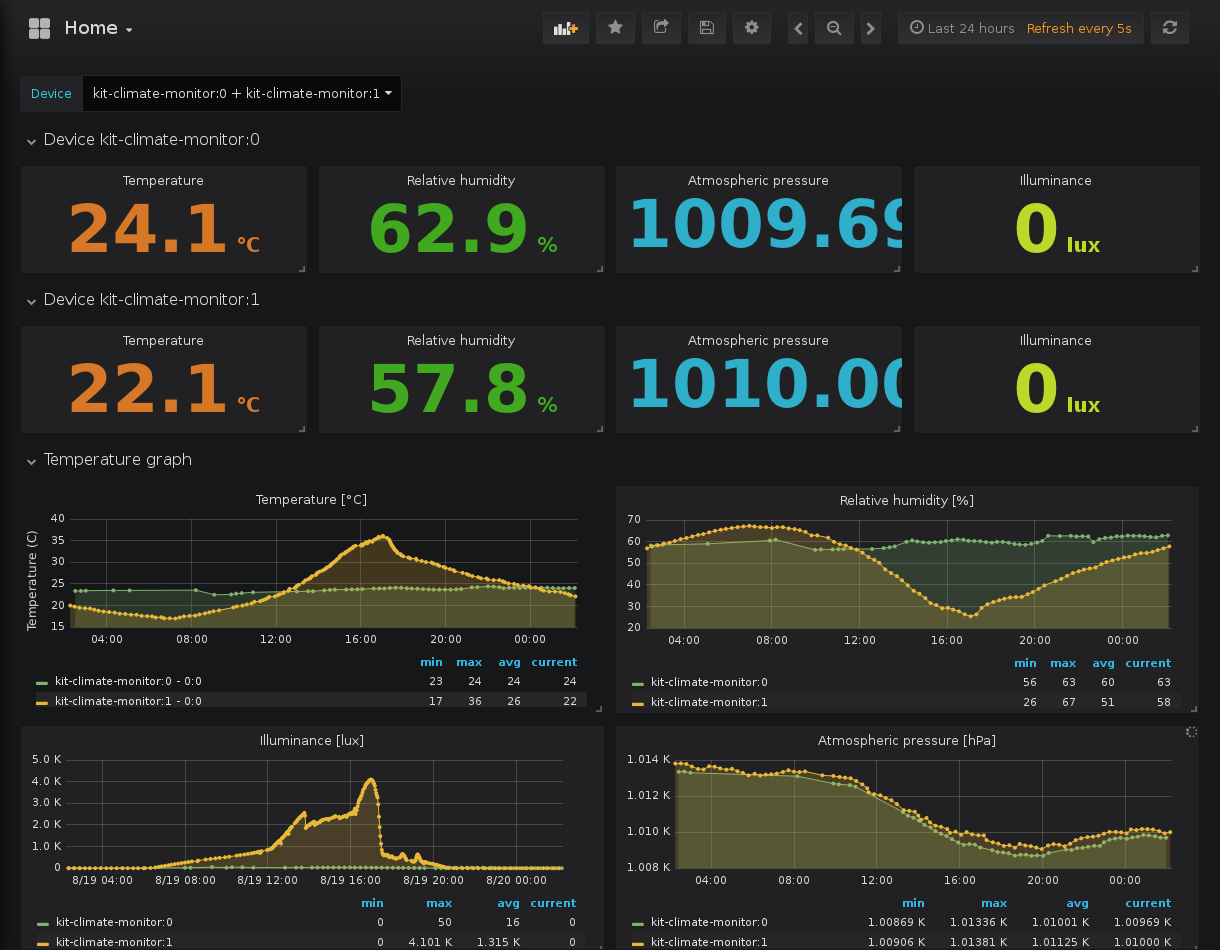 Home
Last 24 hours Refresh every 5s
Device kit-climate-monitor:0 + kit-climate-monitor:1
Device kit-climate-monitor:0
Temperature Relative humidity Atmospheric pressure Illuminance
24.1 °C 62.9 % 1009.69 0 lux
Device kit-climate-monitor:1
Temperature Relative humidity Atmospheric pressure Illuminance
22.1 °C 57.8 % 1010.00 0 lux
Temperature graph
Temperature [°C]
Temperature (C)
40
35
30
25
20
15
04:00 08:00 12:00 16:00 20:00 00:00
min max avg current
kit-climate-monitor:0 - 0:0 23 24 24 24
kit-climate-monitor:1 - 0:0 17 36 26 22
Relative humidity [%]
70
60
50
40
30
20
04:00 08:00 12:00 16:00 20:00 00:00
min max avg current
kit-climate-monitor:0 56 63 60 63
kit-climate-monitor:1 26 67 51 58
Illuminance [lux]
5.0 K
4.0 K
3.0 K
2.0 K
1.0 K
0
8/19 04:00 8/19 08:00 8/19 12:00 8/19 16:00 8/19 20:00 8/20 00:00
min max avg current
kit-climate-monitor:0 0 50 16 0
kit-climate-monitor:1 0 4.101 K 1.315 K 0
Atmospheric pressure [hPa]
1.014 K
1.012 K
1.010 K
1.008 K
04:00 08:00 12:00 16:00 20:00 00:00
min max avg current
kit-climate-monitor:0 1.00869 K 1.01336 K 1.01001 K 1.00969 K
kit-climate-monitor:1 1.00906 K 1.01381 K 1.01125 K 1.01000 K